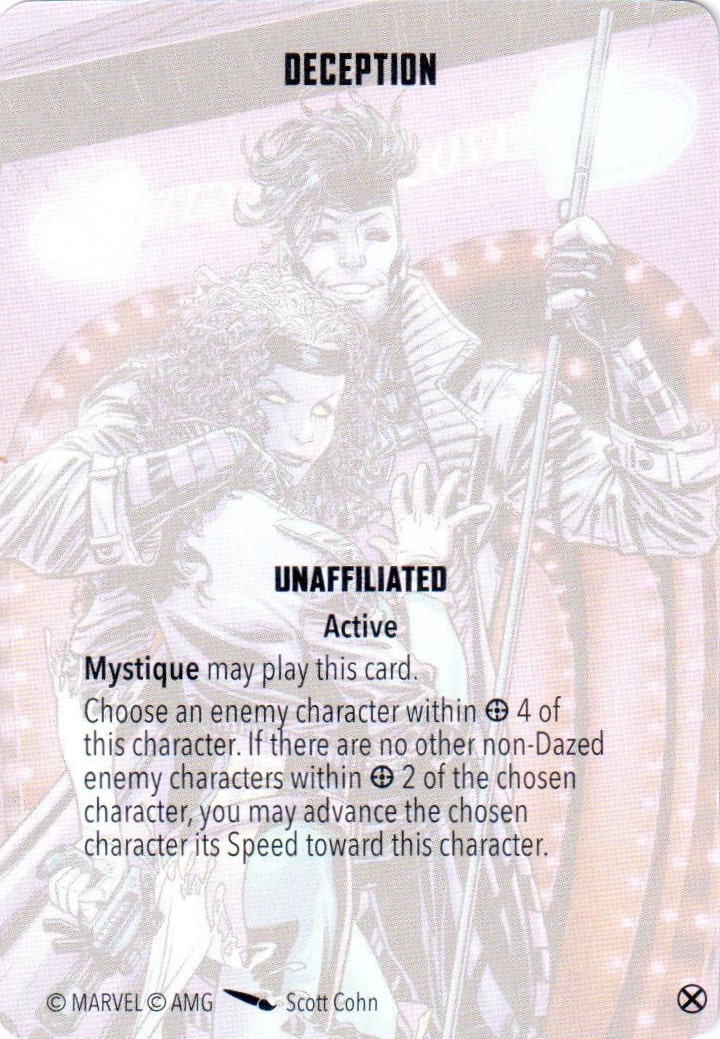 DECEPTION
UNAFFILIATED
Active
Mystique may play this card.
Choose an enemy character within 4 of
this character. If there are no other non-Dazed
enemy characters within 2 of the chosen
character, you may advance the chosen
character its Speed toward this character.
© MARVEL © AMG Scott Cohn